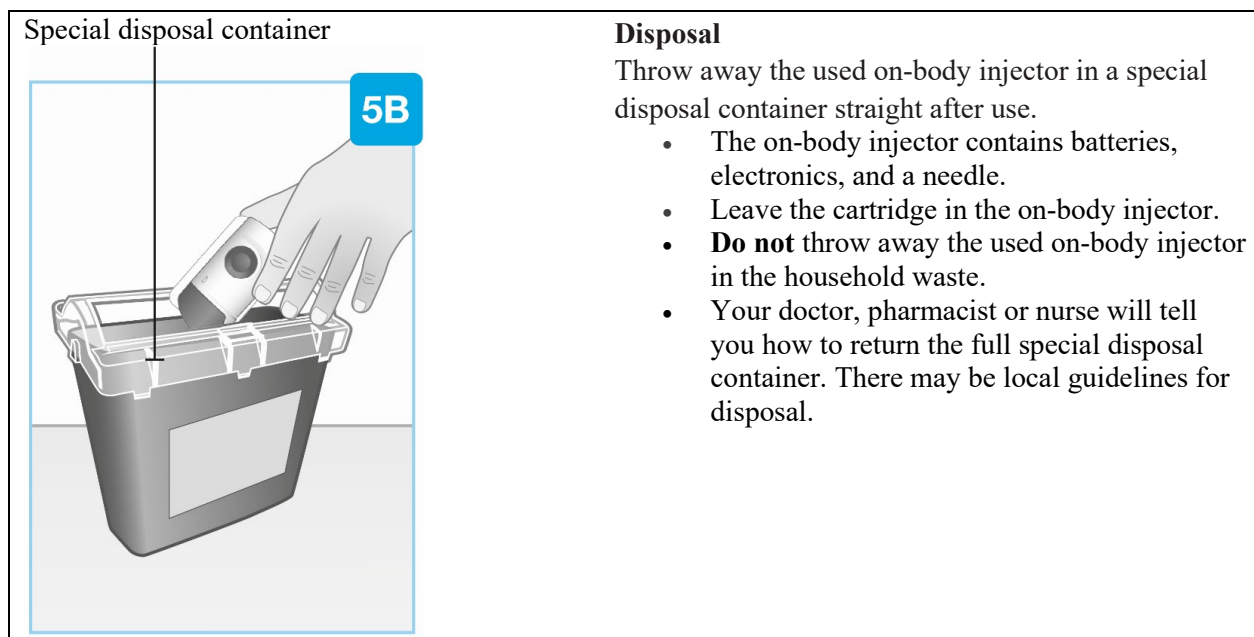 Special disposal container
5B
Disposal
Throw away the used on-body injector in a special
disposal container straight after use.
• The on-body injector contains batteries,
electronics, and a needle.
• Leave the cartridge in the on-body injector.
• Do not throw away the used on-body injector
in the household waste.
• Your doctor, pharmacist or nurse will tell
you how to return the full special disposal
container. There may be local guidelines for
disposal.